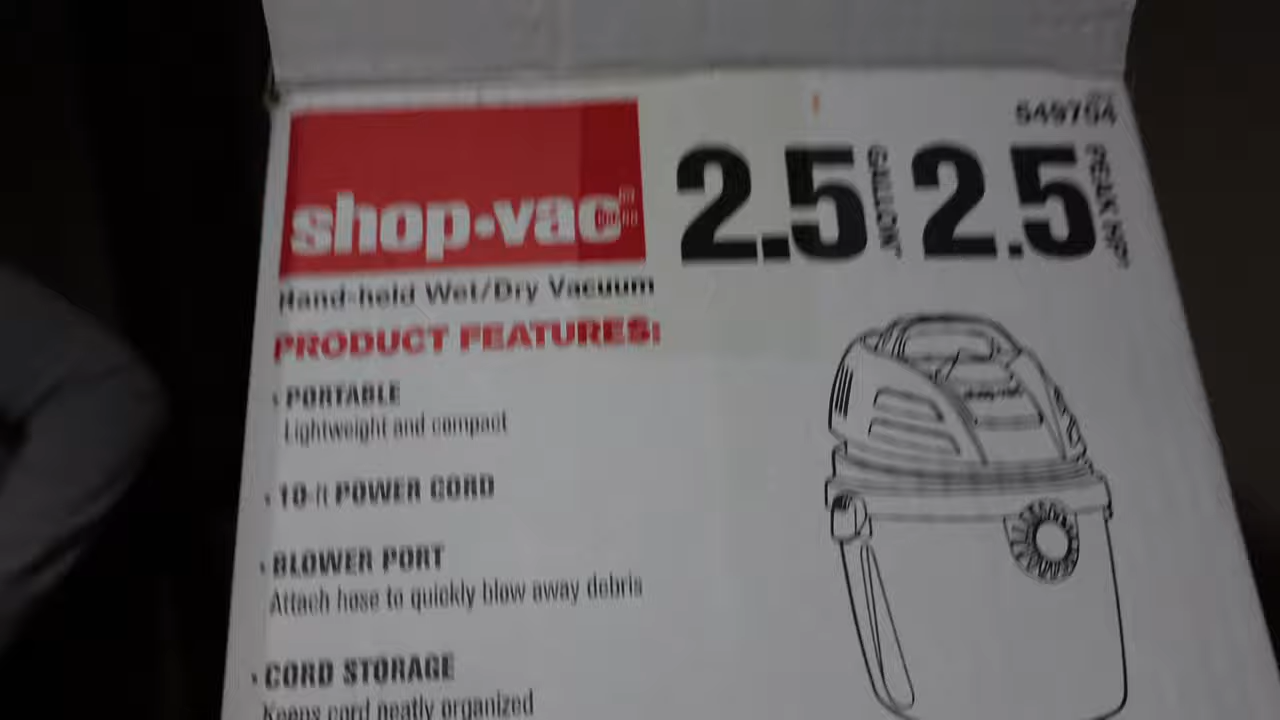 549754
shop·vac
2.5 GALLON* 2.5 PEAK HP*
Hand-held Wet/Dry Vacuum
PRODUCT FEATURES:
• PORTABLE
Lightweight and compact
• 10-ft POWER CORD
• BLOWER PORT
Attach hose to quickly blow away debris
• CORD STORAGE
Keeps cord neatly organized